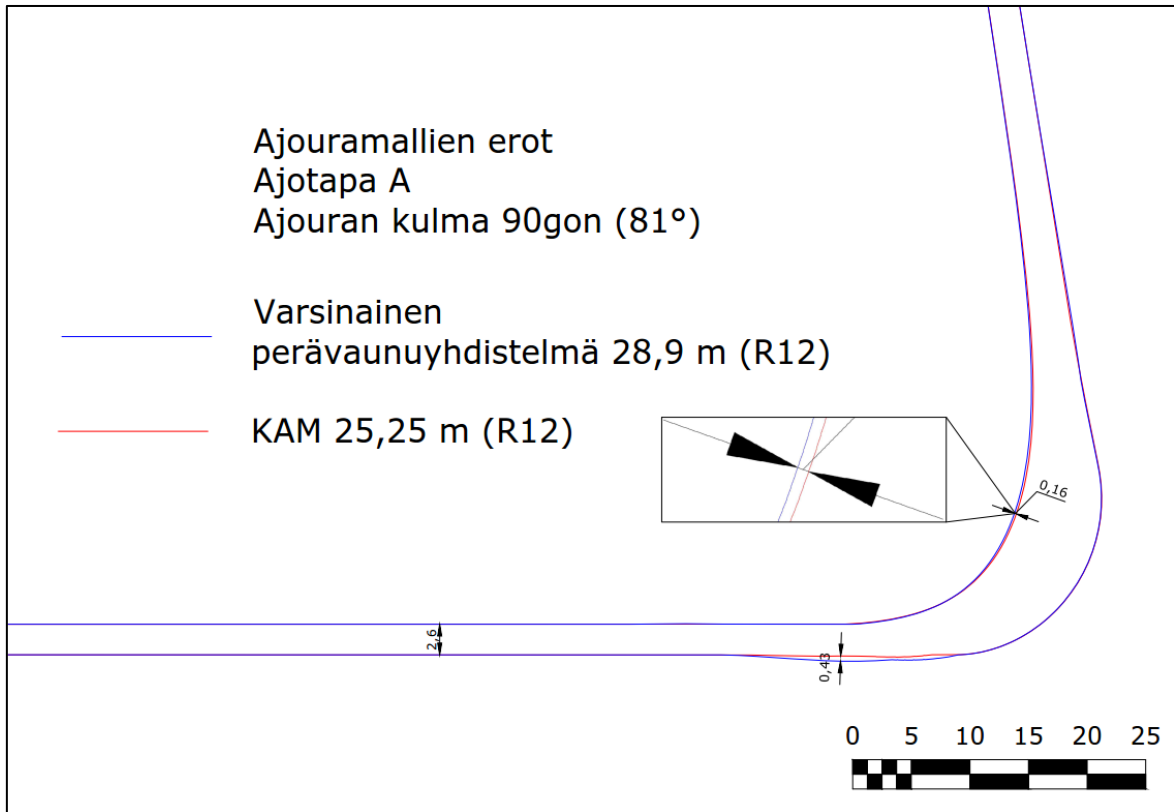 Ajouramallien erot
Ajotapa A
Ajouran kulma 90gon (81°)
Varsinainen
perävaunuyhdistelmä 28,9 m (R12)
KAM 25,25 m (R12)
0,16
2,6
0,43
0 5 10 15 20 25